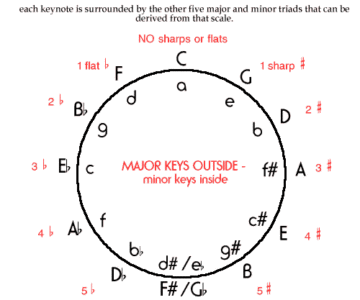 each keynote is surrounded by the other five major and minor triads that can be
derived from that scale.
NO sharps or flats
C
1 flat ♭ F G 1 sharp ♯
a
d e
2 ♭ B♭ D 2 ♯
g b
3 ♭ E♭ c MAJOR KEYS OUTSIDE - f# A 3 ♯
minor keys inside
f c#
4 ♭ A♭ E 4 ♯
b♭ g#
d# /e♭
D♭ B
5 ♭ F# /G♭ 5 ♯